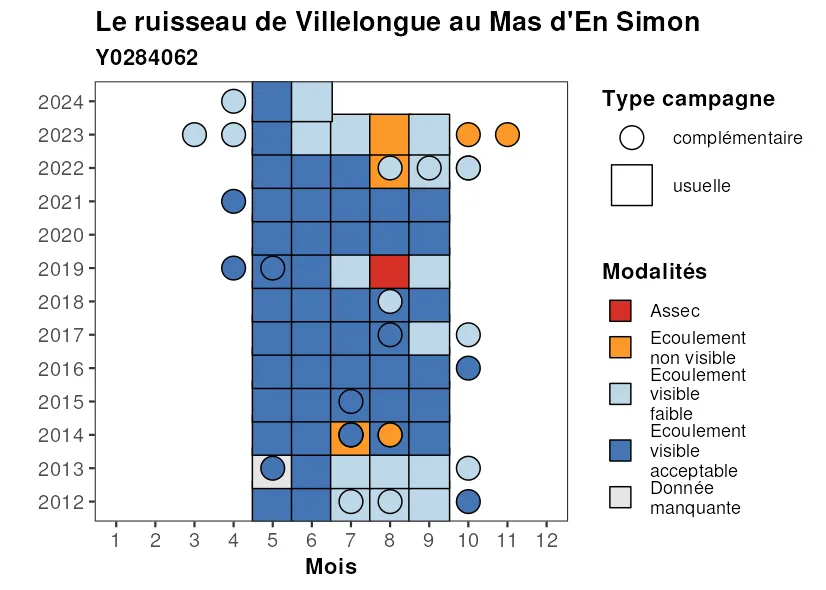 Le ruisseau de Villelongue au Mas d'En Simon
Y0284062
2024
2023
2022
2021
2020
2019
2018
2017
2016
2015
2014
2013
2012
1 2 3 4 5 6 7 8 9 10 11 12
Mois
Type campagne
complémentaire
usuelle
Modalités
Assec
Ecoulement
non visible
Ecoulement
visible
faible
Ecoulement
visible
acceptable
Donnée
manquante